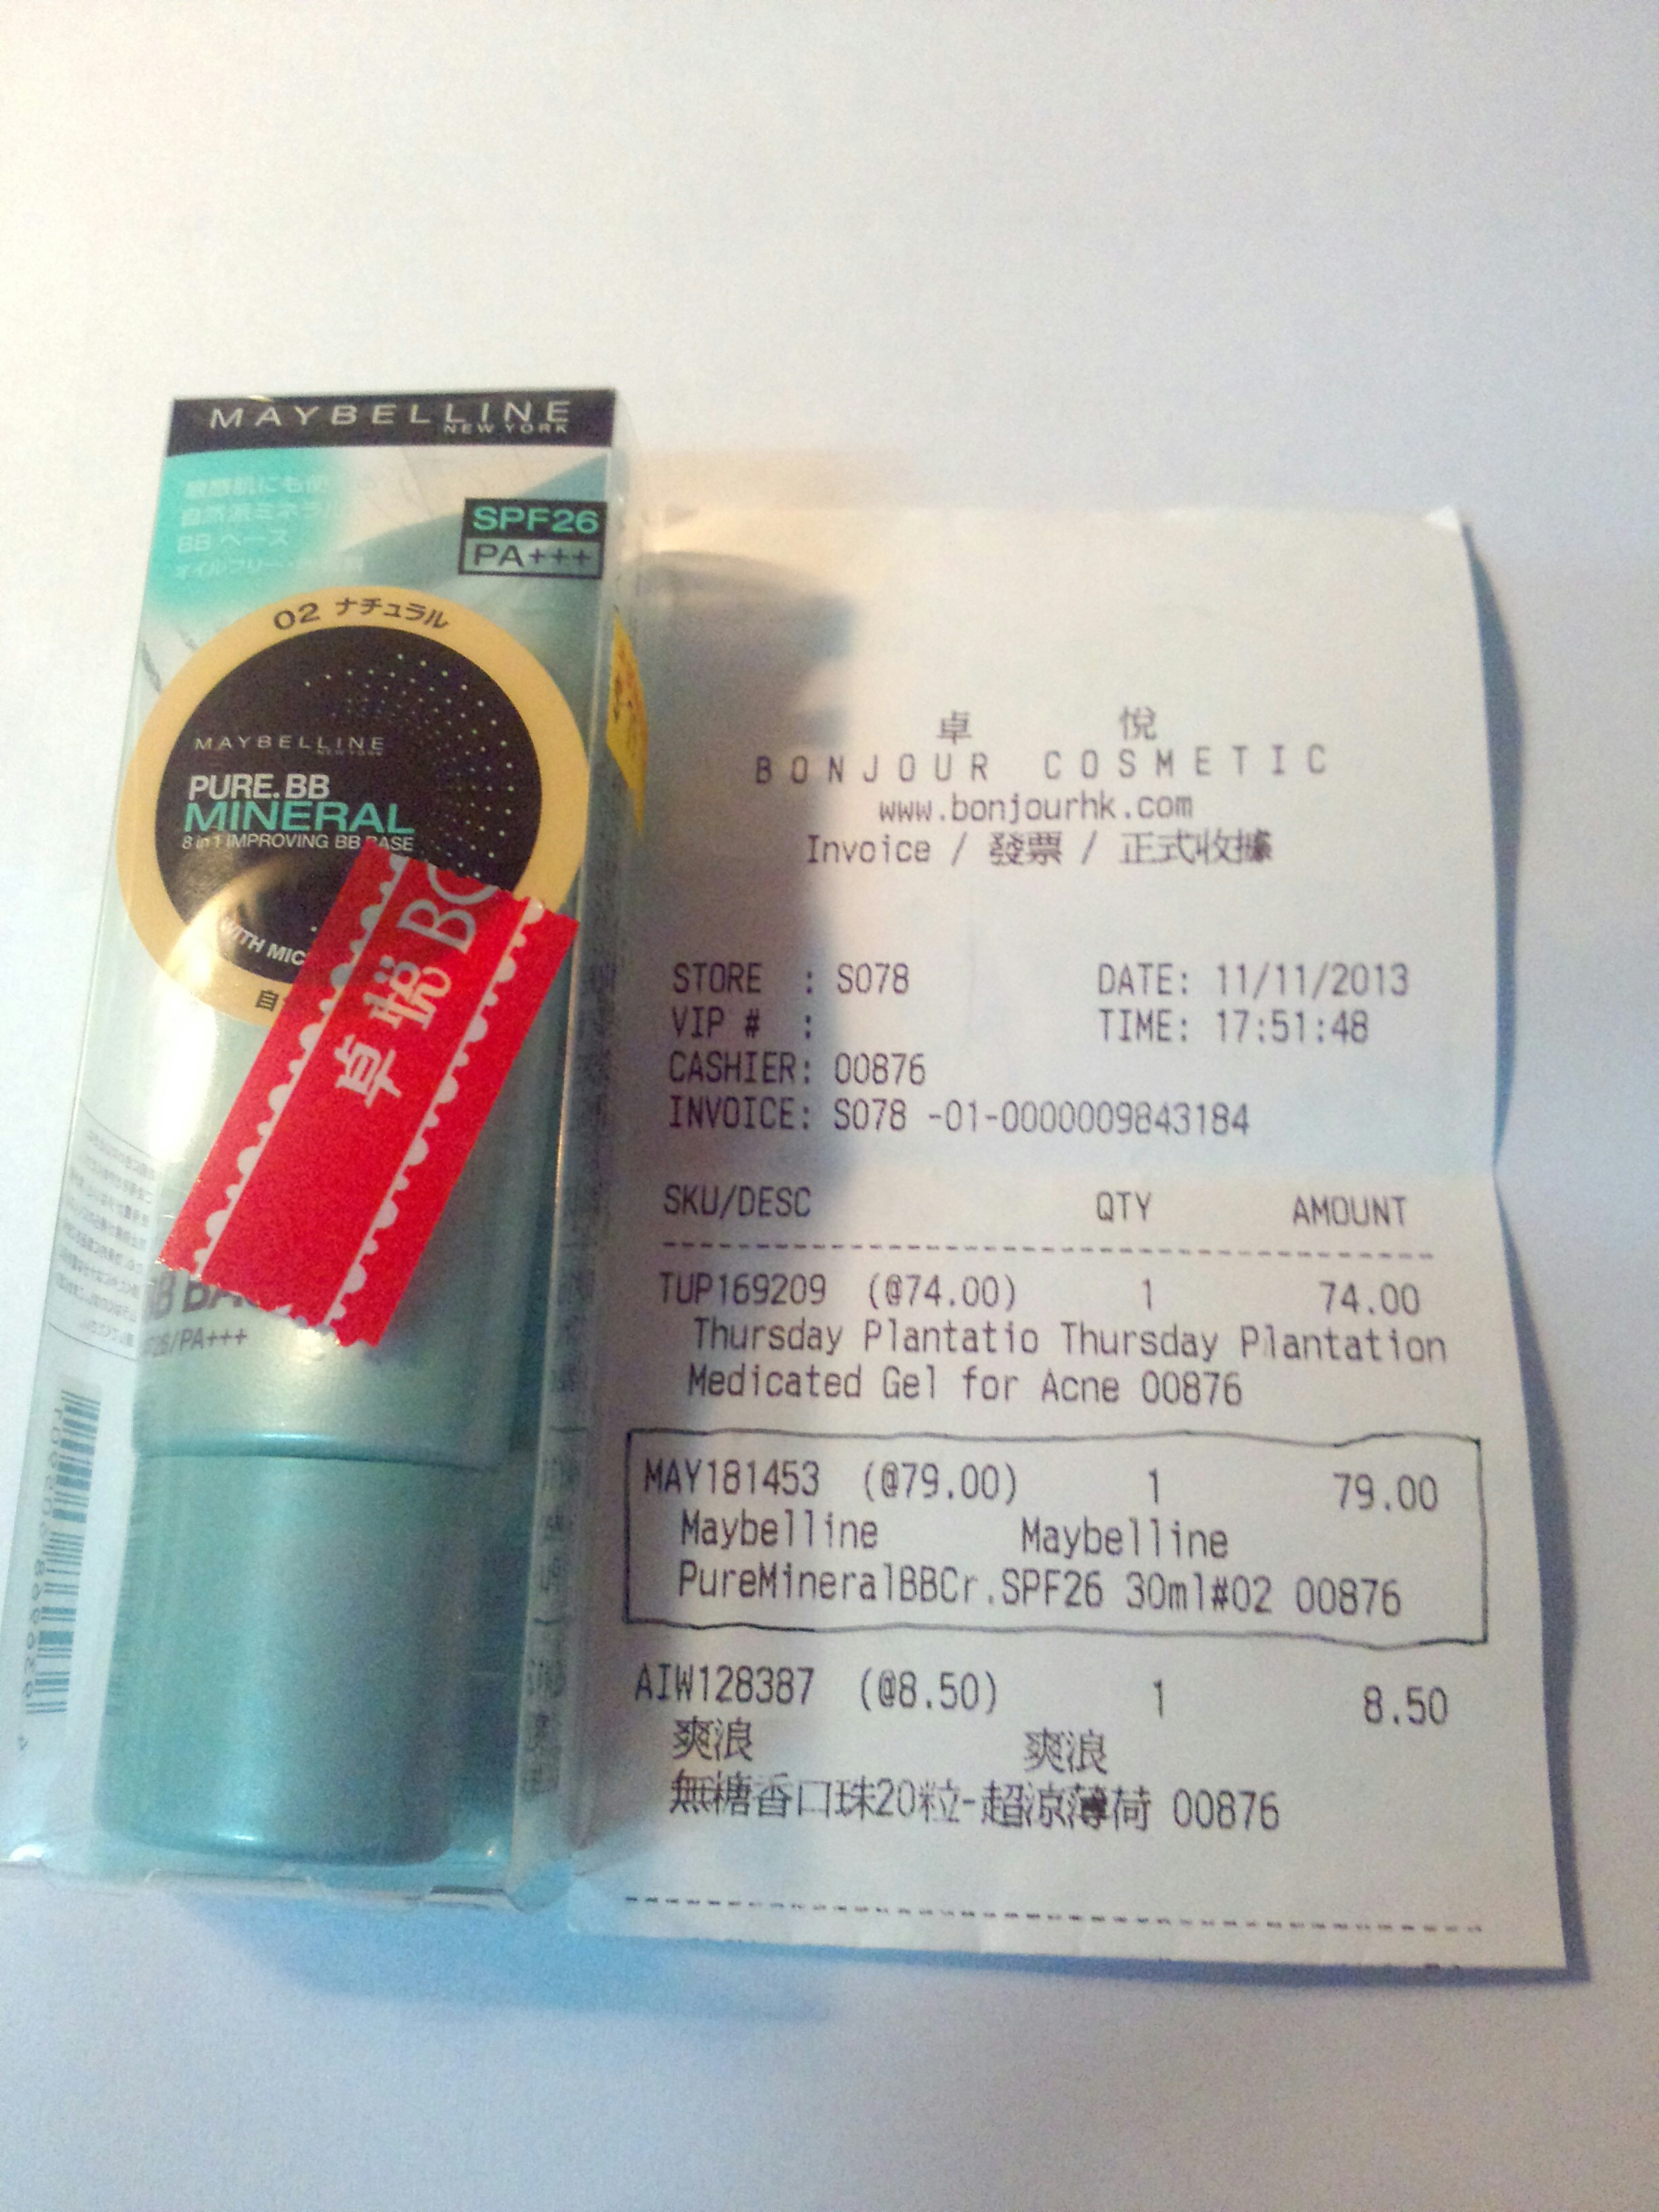 MAYBELLINE
NEW YORK
敏感肌にも
自然派ミネラル
BB ベース
オイルフリー
SPF26
PA+++
02 ナチュラル
MAYBELLINE
NEW YORK
PURE.BB
MINERAL
8 in 1 IMPROVING BB BASE
WITH MIC
卓悅 BO
PA+++
卓 悅
BONJOUR COSMETIC
www.bonjourhk.com
Invoice / 發票 / 正式收據
STORE : S078 DATE: 11/11/2013
VIP # : TIME: 17:51:48
CASHIER: 00876
INVOICE: S078 -01-0000009843184
SKU/DESC QTY AMOUNT
TUP169209 (@74.00) 1 74.00
Thursday Plantatio Thursday Plantation
Medicated Gel for Acne 00876
MAY181453 (@79.00) 1 79.00
Maybelline Maybelline
PureMineralBBCr.SPF26 30ml#02 00876
AIW128387 (@8.50) 1 8.50
爽浪 爽浪
無糖香口珠20粒-超涼薄荷 00876